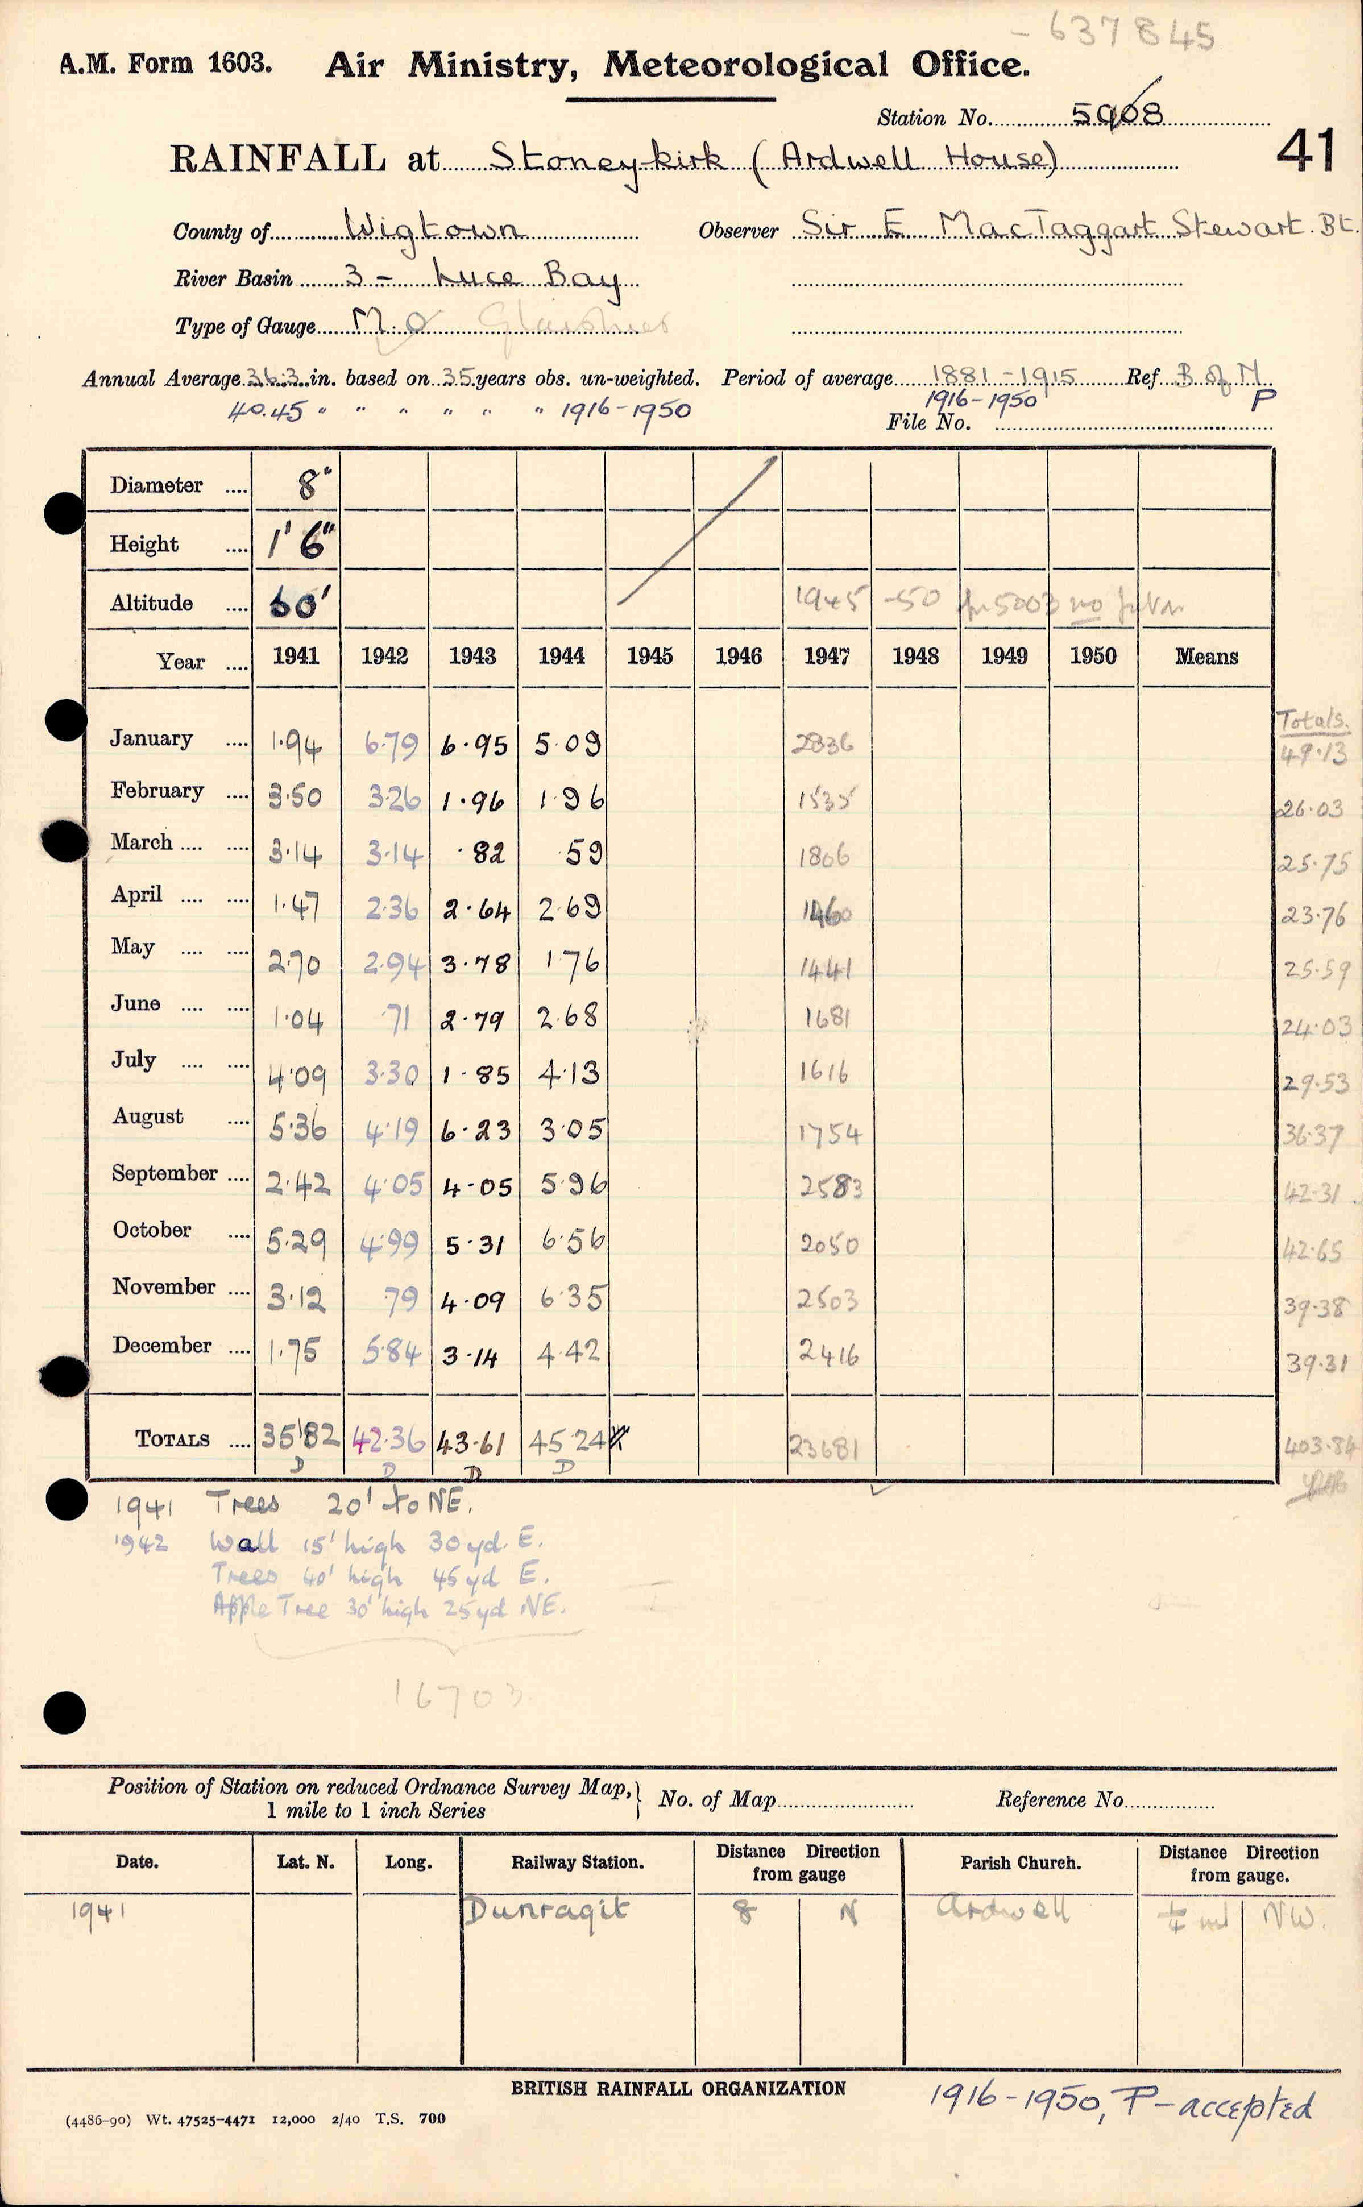 - 637845
A.M. Form 1603. Air Ministry, Meteorological Office.
Station No. 5908
RAINFALL at Stoneykirk (Ardwell House) 41
County of Wigtown Observer Sir E MacTaggart Stewart. Bt.
River Basin 3 - Luce Bay
Type of Gauge M.O Glaishier
Annual Average 36.3 in. based on 35 years obs. un-weighted. Period of average 1881-1915 Ref B of N
40.45 " " " " " " 1916-1950 1916-1950 P
File No.
Diameter .... 8"
Height .... 1' 6"
Altitude .... 60' 1945-50 5003 no
Year .... 1941 1942 1943 1944 1945 1946 1947 1948 1949 1950 Means
Totals.
January .... 1.94 6.79 6.95 5.09 2836 49.13
February .... 3.50 3.26 1.96 1.96 1535 26.03
March .... .... 3.14 3.14 .82 .59 1806 25.75
April .... .... 1.47 2.36 2.64 2.69 1460 23.76
May .... .... 2.70 2.94 3.78 1.76 1441 25.59
June .... .... 1.04 .71 2.79 2.68 1681 24.03
July .... .... 4.09 3.30 1.85 4.13 1616 29.53
August .... 5.36 4.19 6.23 3.05 1754 36.37
September .... 2.42 4.05 4.05 5.96 2583 42.31
October .... 5.29 4.99 5.31 6.56 2050 42.65
November .... 3.12 .79 4.09 6.35 2503 39.38
December .... 1.75 5.84 3.14 4.42 2416 39.31
TOTALS .... 35.82 42.36 43.61 45.24 23681 403.84
D D D D
1941 Trees 20' to NE.
1942 Wall 15' high 30 yd. E.
Trees 40' high 45 yd E.
Apple Tree 30' high 25 yd NE.
16703
Position of Station on reduced Ordnance Survey Map, 1 mile to 1 inch Series } No. of Map Reference No
Date. Lat. N. Long. Railway Station. Distance Direction from gauge Parish Church. Distance Direction from gauge.
1941 Dunragit 8 N Ardwell ¼ ml NW.
BRITISH RAINFALL ORGANIZATION
1916-1950, P - accepted
(4486-90) Wt. 47525-4471 12,000 2/40 T.S. 700